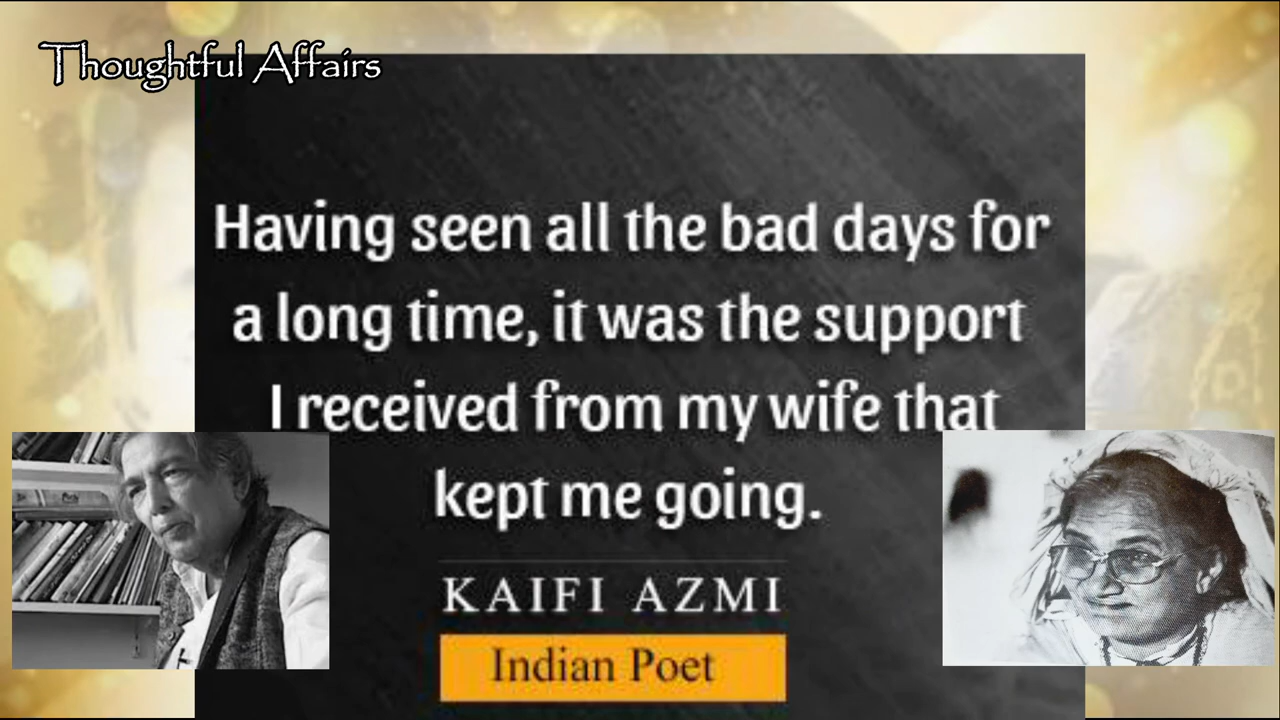 Thoughtful Affairs
Having seen all the bad days for
a long time, it was the support
I received from my wife that
kept me going.
KAIFI AZMI
Indian Poet